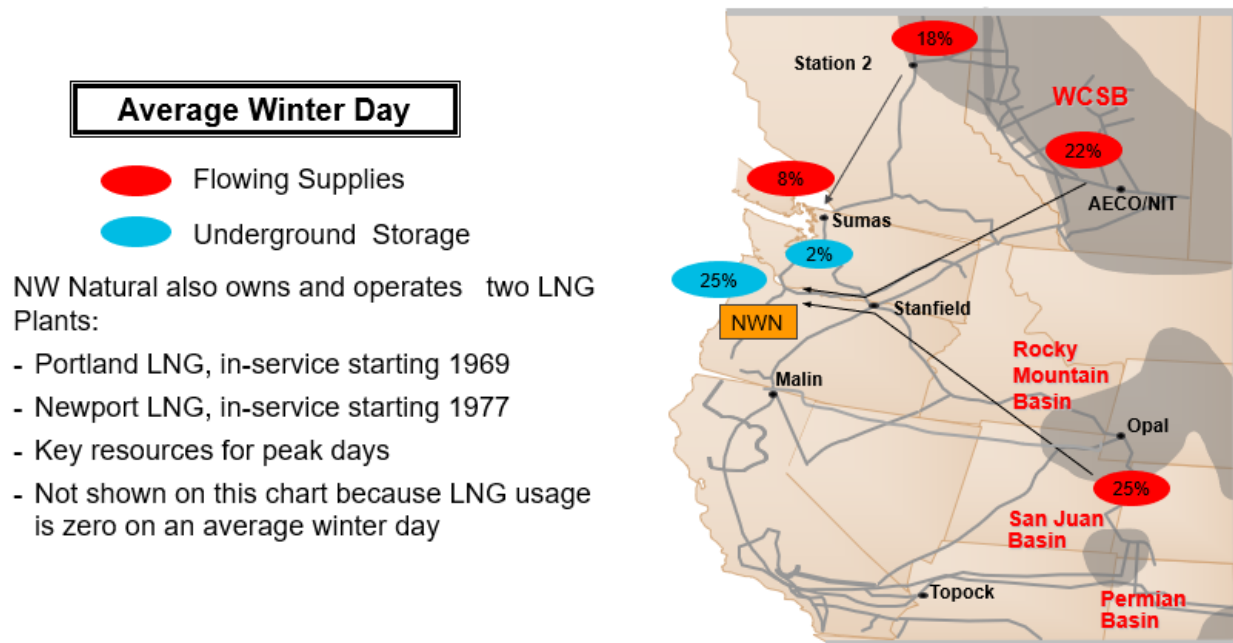 Average Winter Day
Flowing Supplies
Underground Storage
NW Natural also owns and operates two LNG
Plants:
- Portland LNG, in-service starting 1969
- Newport LNG, in-service starting 1977
- Key resources for peak days
- Not shown on this chart because LNG usage
is zero on an average winter day
18%
Station 2
WCSB
22%
8%
AECO/NIT
Sumas
2%
25%
NWN
Stanfield
Rocky
Mountain
Basin
Malin
Opal
25%
San Juan
Basin
Topock
Permian
Basin